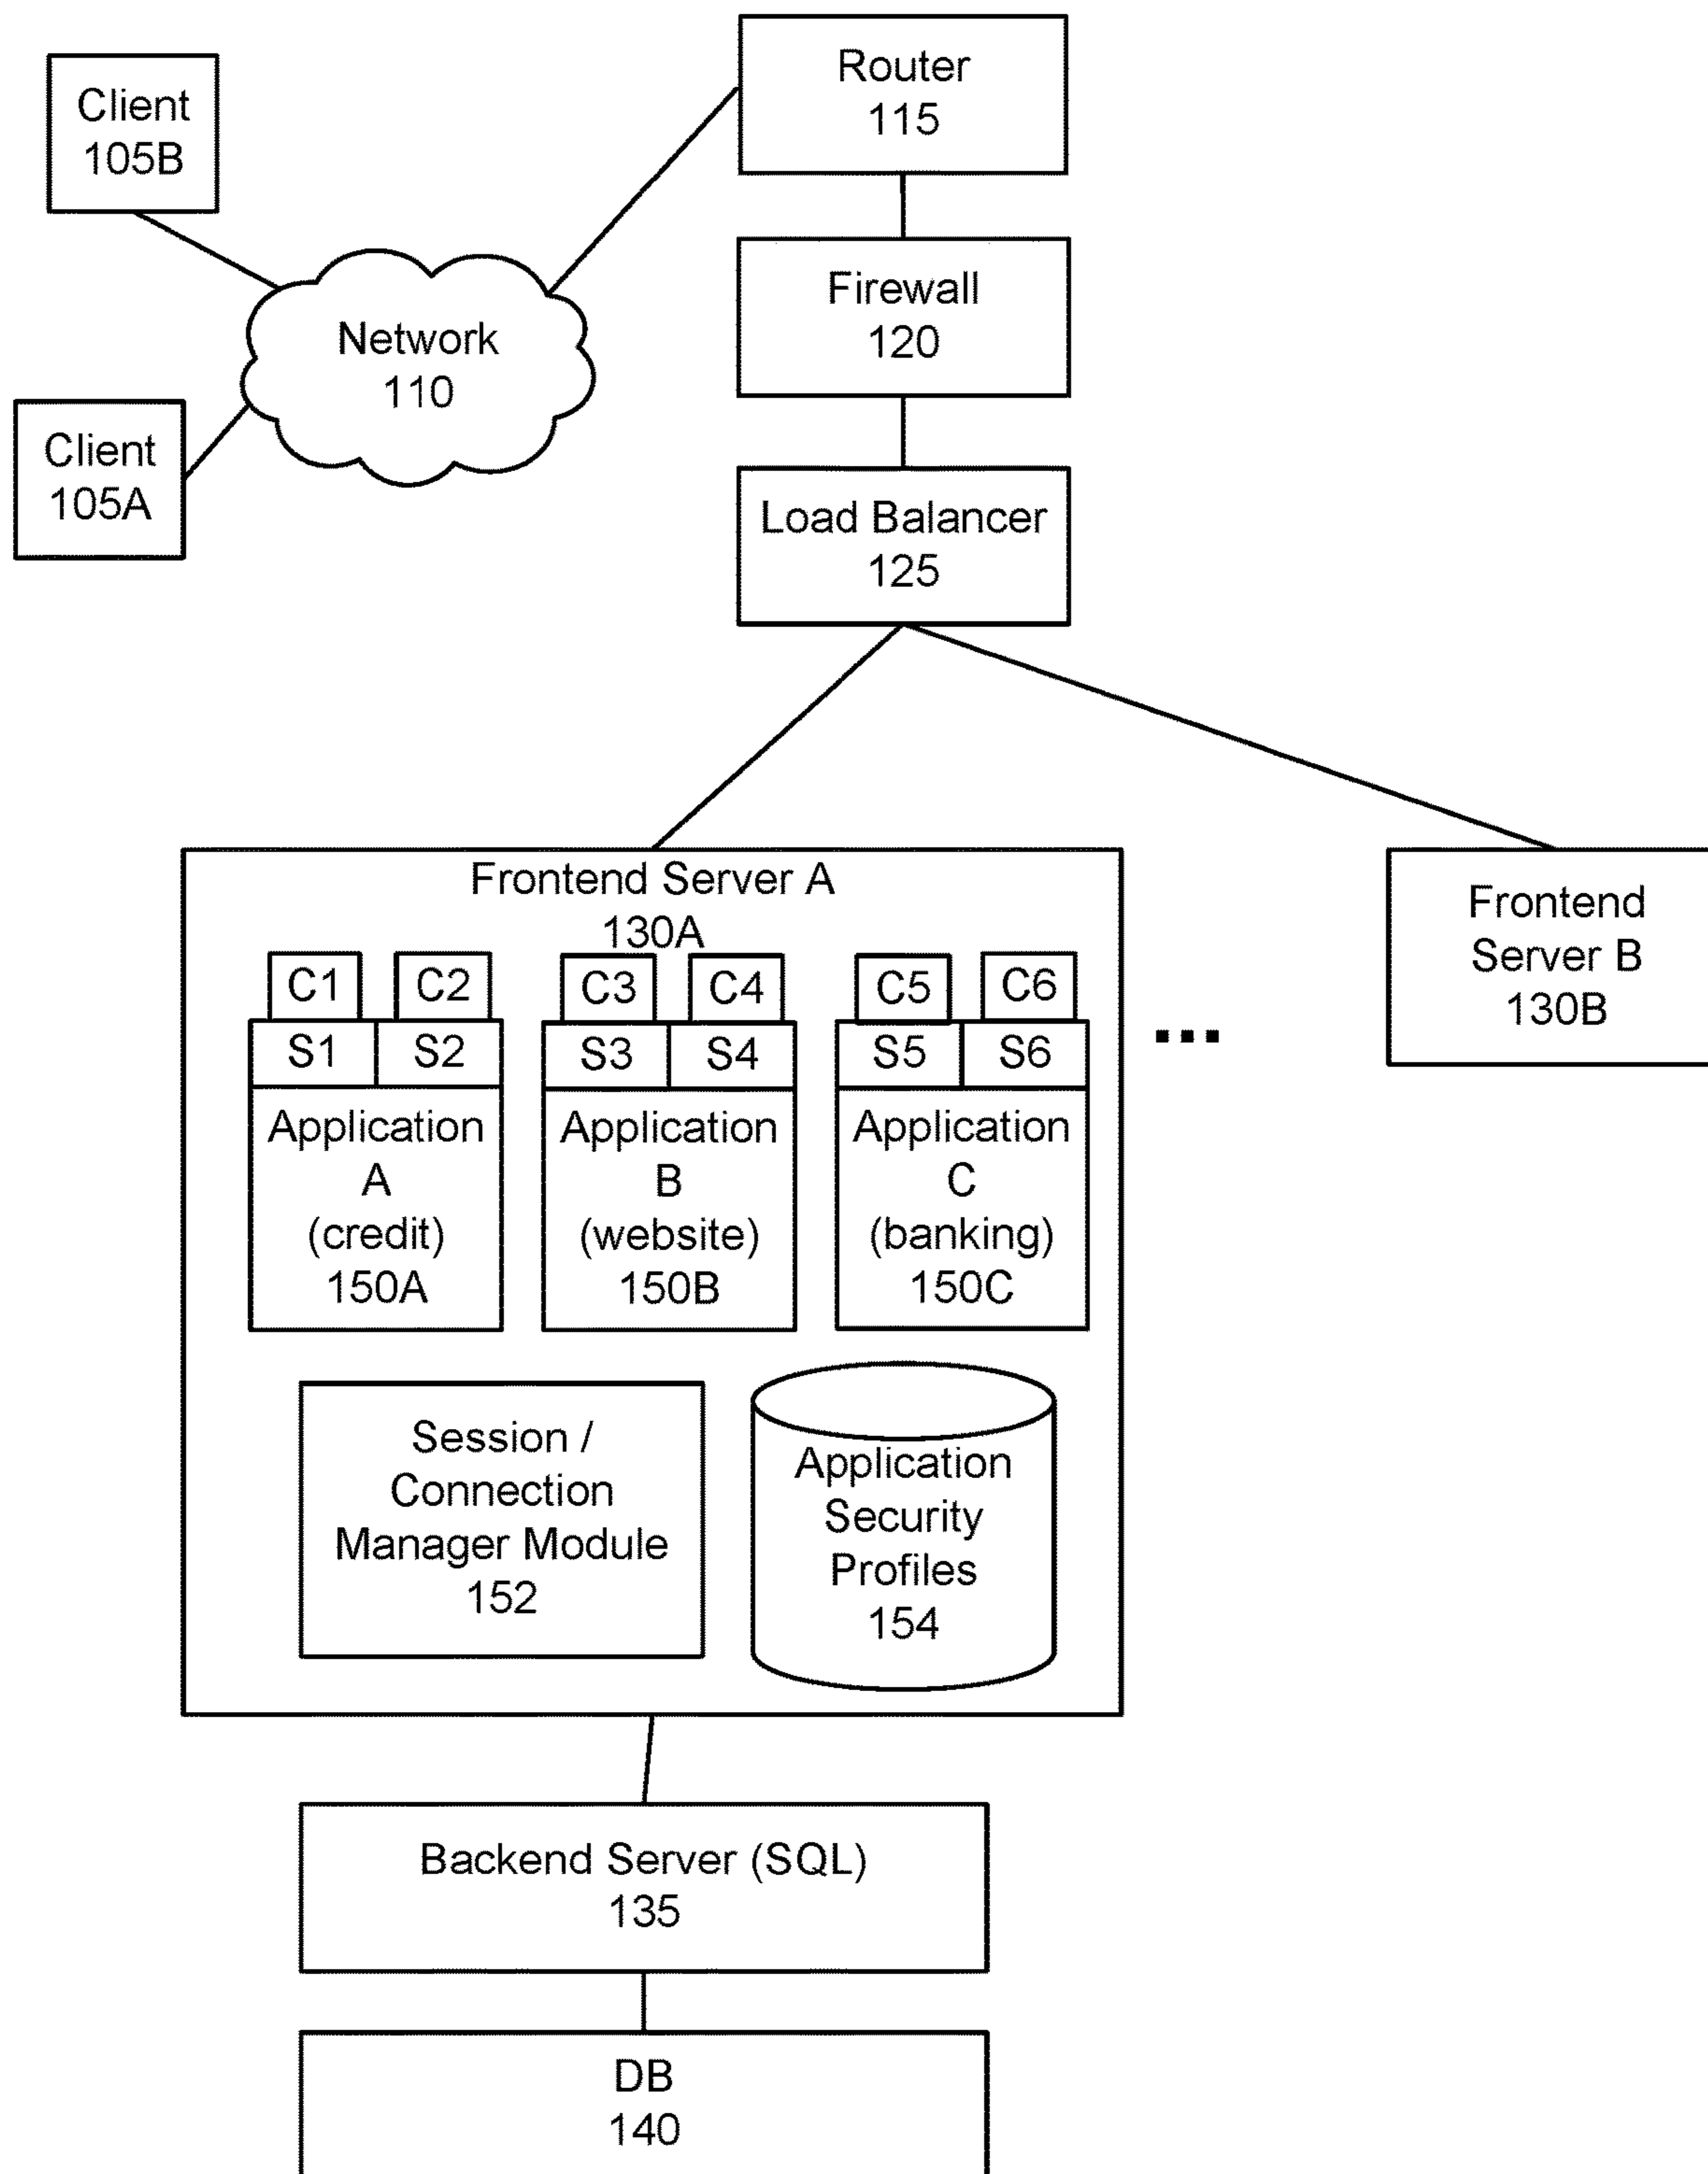 Router
115
Client
105B
Firewall
120
Network
110
Client
105A
Load Balancer
125
Frontend Server A
130A
C1
C2
C3
C4
C5
C6
S1
S2
S3
S4
S5
S6
Application
A
(credit)
150A
Application
B
(website)
150B
Application
C
(banking)
150C
...
Frontend
Server B
130B
Session /
Connection
Manager Module
152
Application
Security
Profiles
154
Backend Server (SQL)
135
DB
140